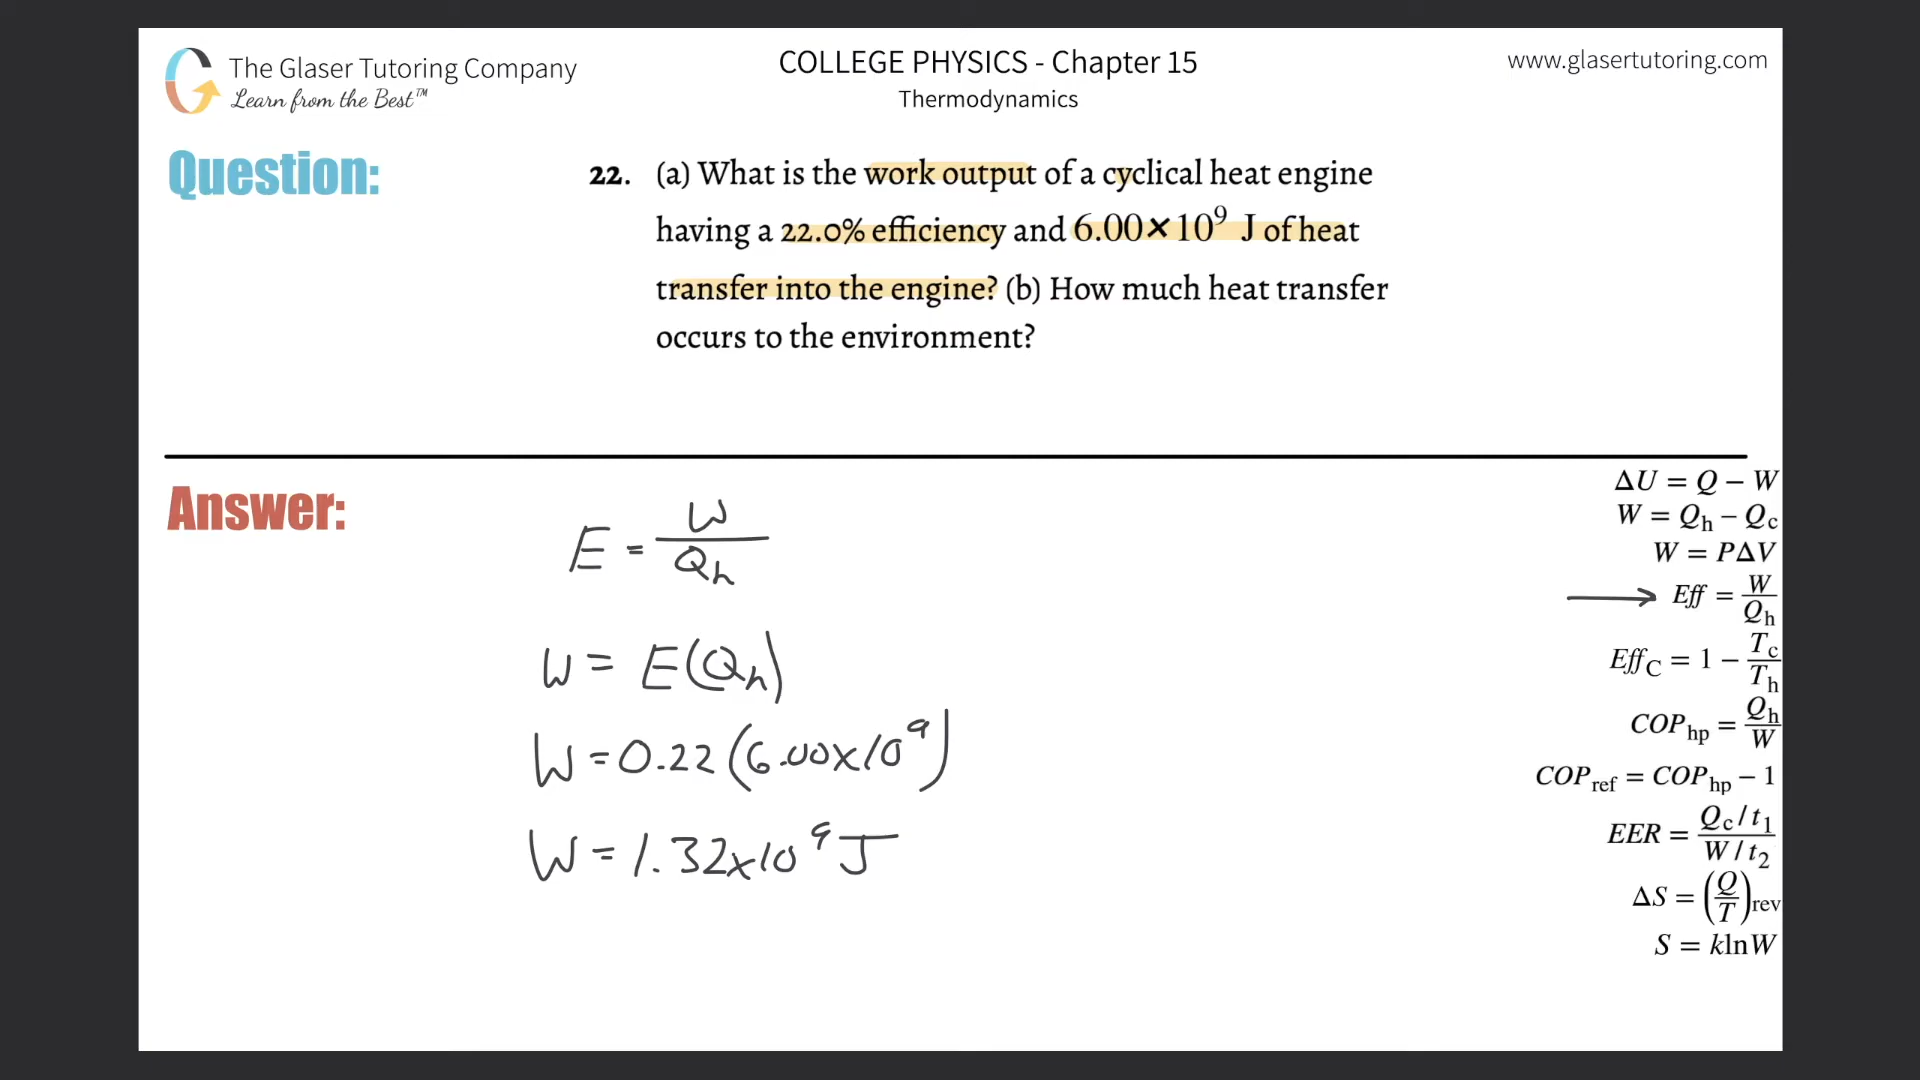 The Glaser Tutoring Company
Learn from the Best™
COLLEGE PHYSICS - Chapter 15
Thermodynamics
www.glasertutoring.com
Question:
22. (a) What is the work output of a cyclical heat engine
having a 22.0% efficiency and 6.00×10⁹ J of heat
transfer into the engine? (b) How much heat transfer
occurs to the environment?
Answer:
E = W/Qh
W = E(Qh)
W = 0.22 (6.00x10⁹)
W = 1.32x10⁹ J
ΔU = Q − W
W = Qh − Qc
W = PΔV
→ Eff = W/Qh
EffC = 1 − Tc/Th
COPhp = Qh/W
COPref = COPhp − 1
EER = (Qc/t₁)/(W/t₂)
ΔS = (Q/T)rev
S = klnW